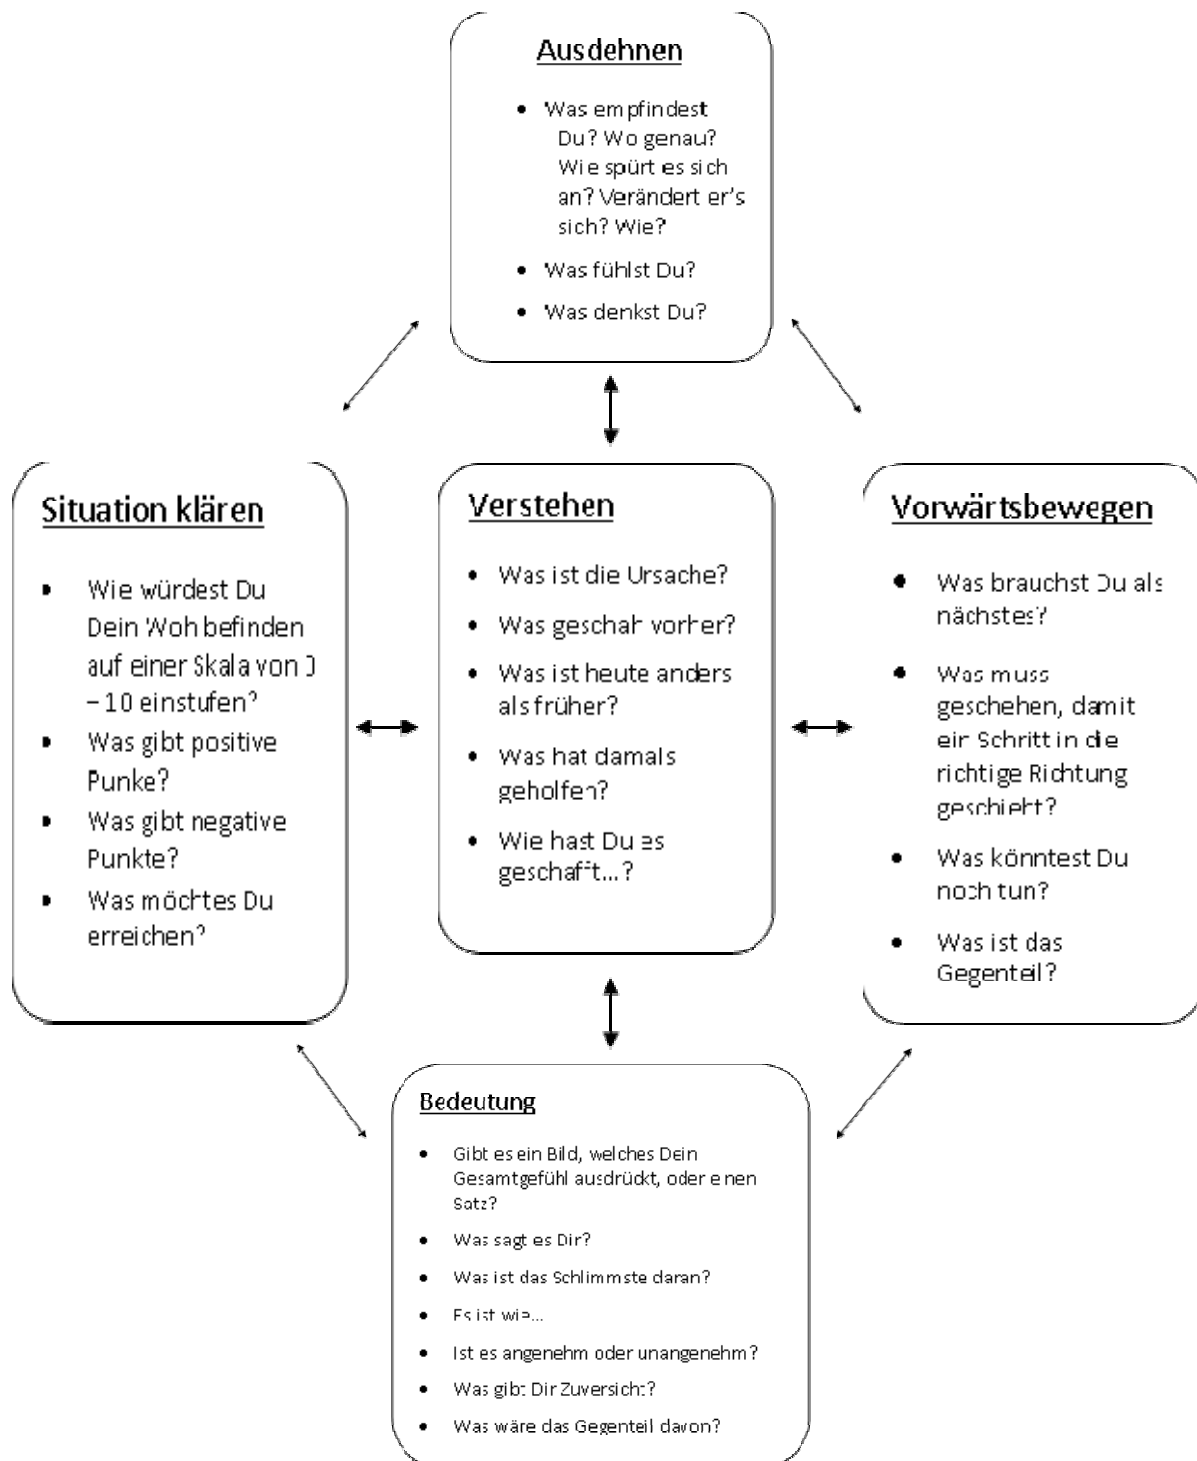 Ausdehnen
• Was empfindest
Du? Wo genau?
Wie spürt es sich
an? Verändert er's
sich? Wie?
• Was fühlst Du?
• Was denkst Du?
Situation klären
• Wie würdest Du
Dein Wohlbefinden
auf einer Skala von 0
– 10 einstufen?
• Was gibt positive
Punke?
• Was gibt negative
Punkte?
• Was möchtes Du
erreichen?
Verstehen
• Was ist die Ursache?
• Was geschah vorher?
• Was ist heute anders
als früher?
• Was hat damals
geholfen?
• Wie hast Du es
geschafft...?
Vorwärtsbewegen
• Was brauchst Du als
nächstes?
• Was muss
geschehen, damit
ein Schritt in die
richtige Richtung
geschieht?
• Was könntest Du
noch tun?
• Was ist das
Gegenteil?
Bedeutung
• Gibt es ein Bild, welches Dein
Gesamtgefühl ausdrückt, oder einen
Satz?
• Was sagt es Dir?
• Was ist das Schlimmste daran?
• Es ist wie...
• Ist es angenehm oder unangenehm?
• Was gibt Dir Zuversicht?
• Was wäre das Gegenteil davon?